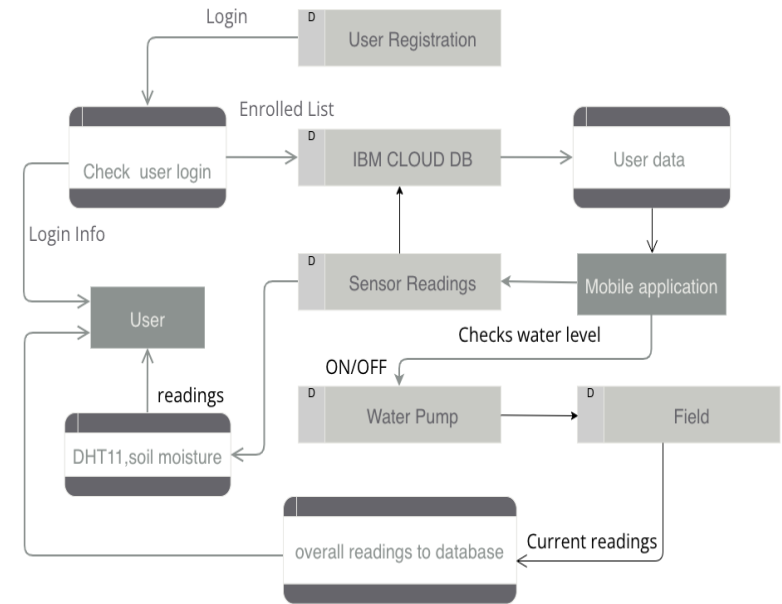 Login
D
User Registration
Enrolled List
D
Check user login
IBM CLOUD DB
User data
Login Info
D
Sensor Readings
Mobile application
User
Checks water level
ON/OFF
readings
D
Water Pump
D
Field
DHT11,soil moisture
Current readings
overall readings to database